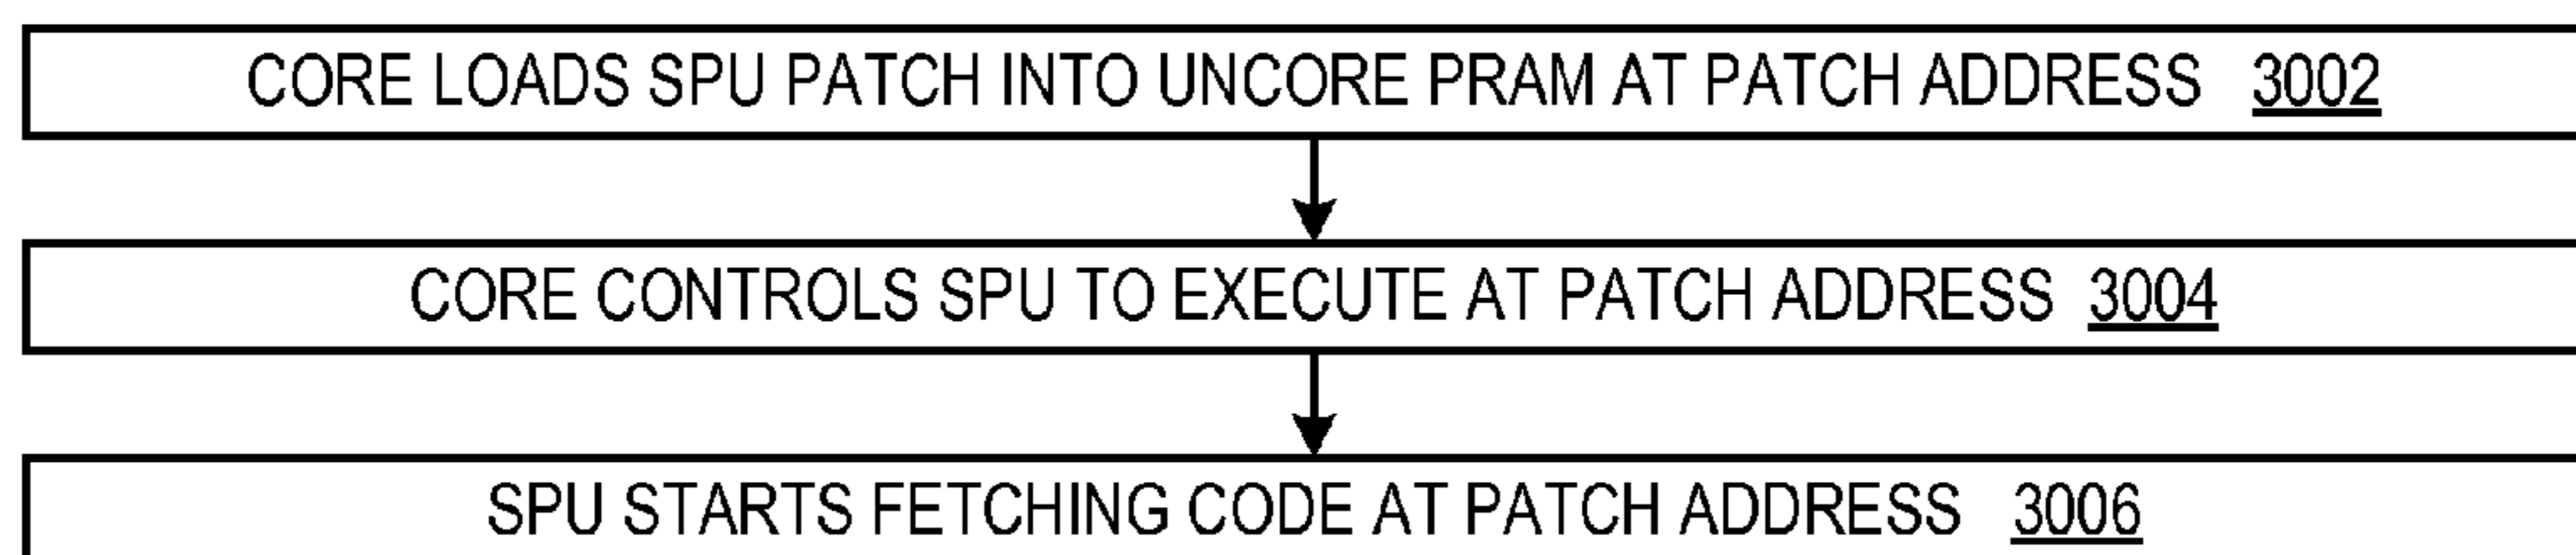 CORE LOADS SPU PATCH INTO UNCORE PRAM AT PATCH ADDRESS 3002
CORE CONTROLS SPU TO EXECUTE AT PATCH ADDRESS 3004
SPU STARTS FETCHING CODE AT PATCH ADDRESS 3006